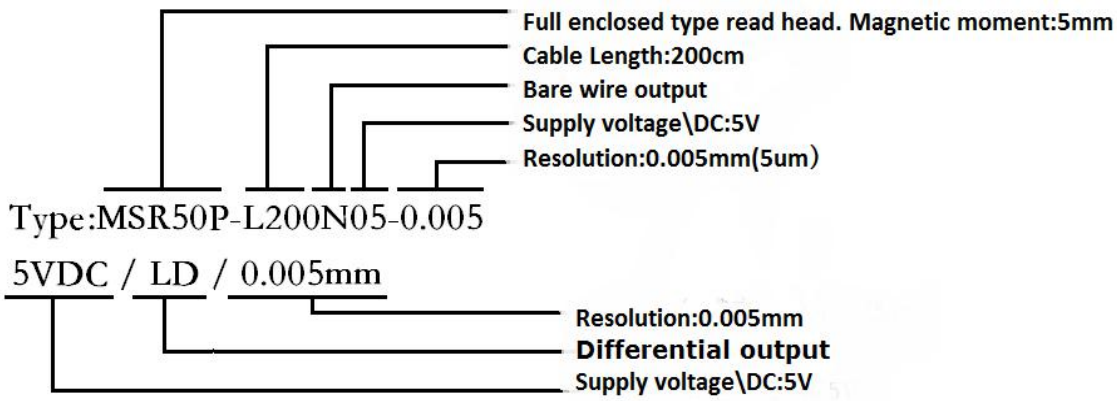 Full enclosed type read head. Magnetic moment:5mm
Cable Length:200cm
Bare wire output
Supply voltage\DC:5V
Resolution:0.005mm(5um）
Type:MSR50P-L200N05-0.005
5VDC / LD / 0.005mm
Resolution:0.005mm
Differential output
Supply voltage\DC:5V